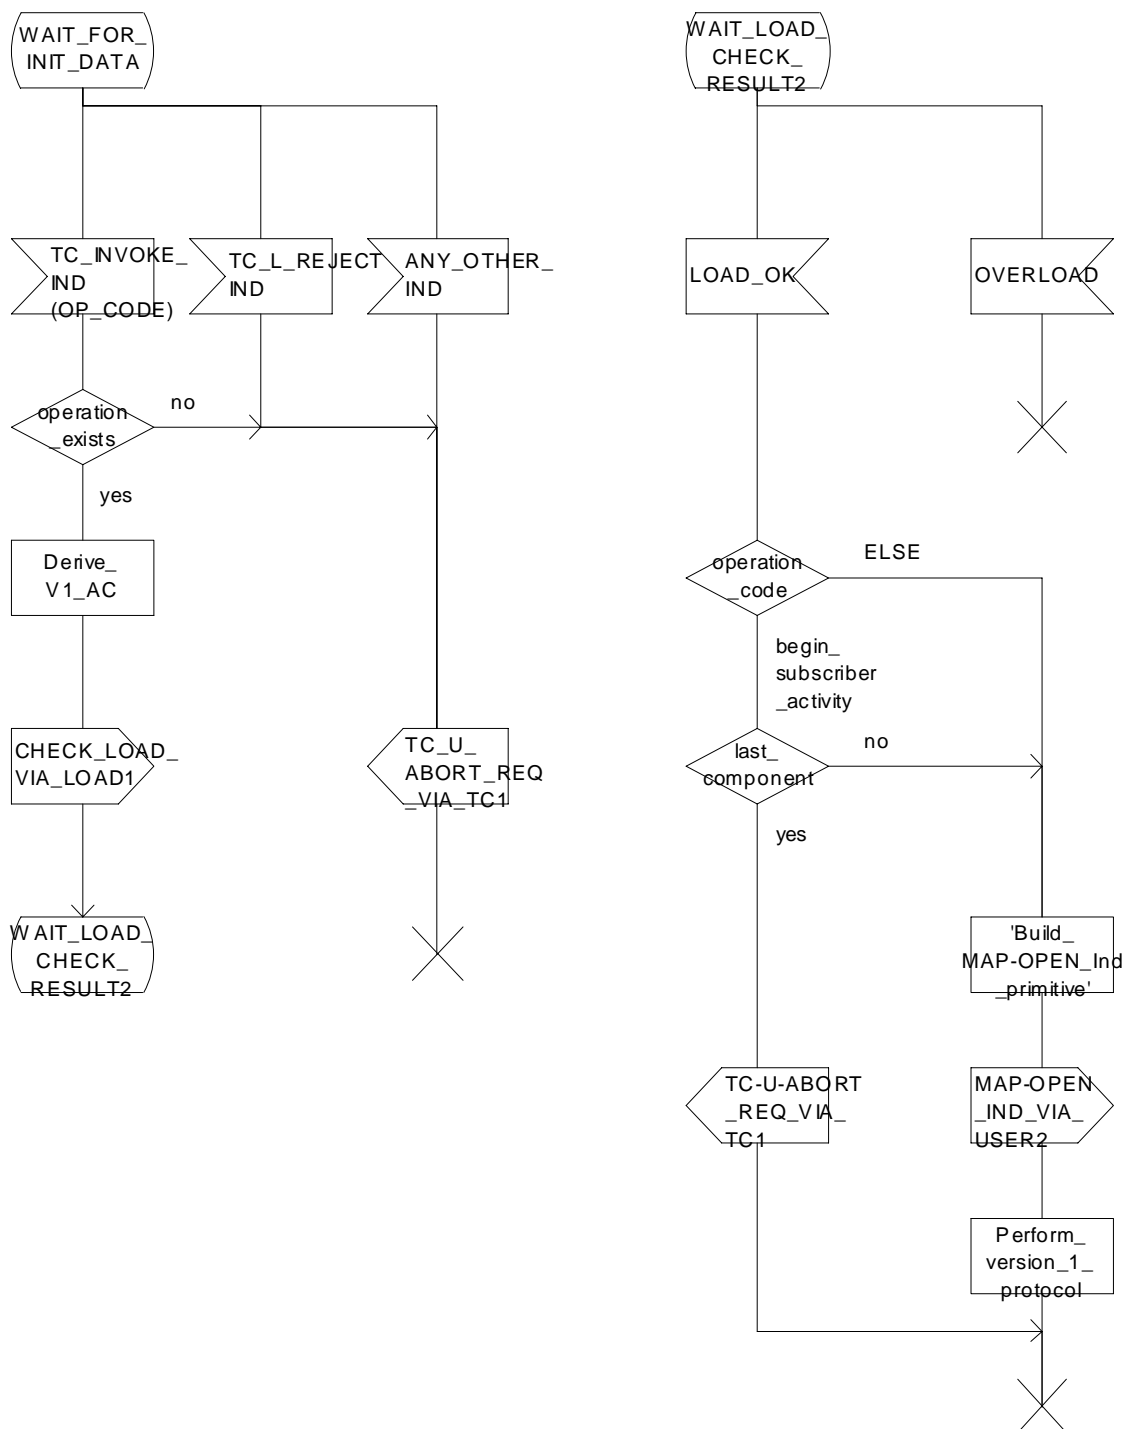 WAIT_FOR_
INIT_DATA
TC_INVOKE_
IND
(OP_CODE)
TC_L_REJECT
IND
ANY_OTHER_
IND
operation
_exists
no
yes
Derive_
V1_AC
CHECK_LOAD_
VIA_LOAD1
TC_U_
ABORT_REQ
_VIA_TC1
WAIT_LOAD_
CHECK_
RESULT2
WAIT_LOAD_
CHECK_
RESULT2
LOAD_OK
OVERLOAD
operation
_code
ELSE
begin_
subscriber
_activity
last_
component
no
yes
'Build_
MAP-OPEN_Ind
_primitive'
TC-U-ABORT
_REQ_VIA_
TC1
MAP-OPEN
_IND_VIA_
USER2
Perform_
version_1_
protocol